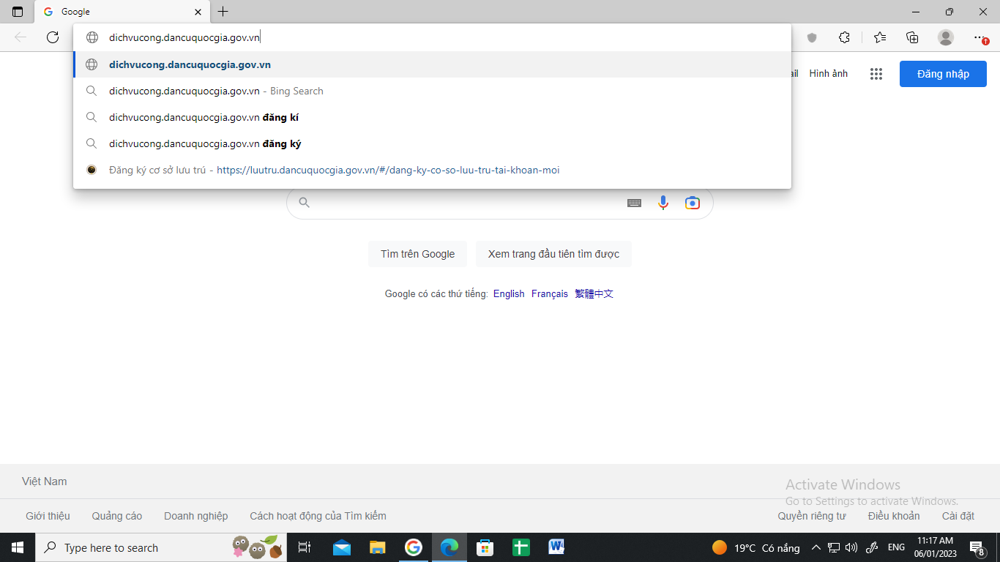 Google
dichvucong.dancuquocgia.gov.vn
dichvucong.dancuquocgia.gov.vn
dichvucong.dancuquocgia.gov.vn - Bing Search
dichvucong.dancuquocgia.gov.vn đăng kí
dichvucong.dancuquocgia.gov.vn đăng ký
Đăng ký cơ sở lưu trú - https://luutru.dancuquocgia.gov.vn/#/dang-ky-co-so-luu-tru-tai-khoan-moi
Hình ảnh
Đăng nhập
Tìm trên Google
Xem trang đầu tiên tìm được
Google có các thứ tiếng: English Français 繁體中文
Việt Nam
Activate Windows
Go to Settings to activate Windows.
Giới thiệu Quảng cáo Doanh nghiệp Cách hoạt động của Tìm kiếm Quyền riêng tư Điều khoản Cài đặt
Type here to search
19°C Có nắng
ENG
11:17 AM
06/01/2023
8